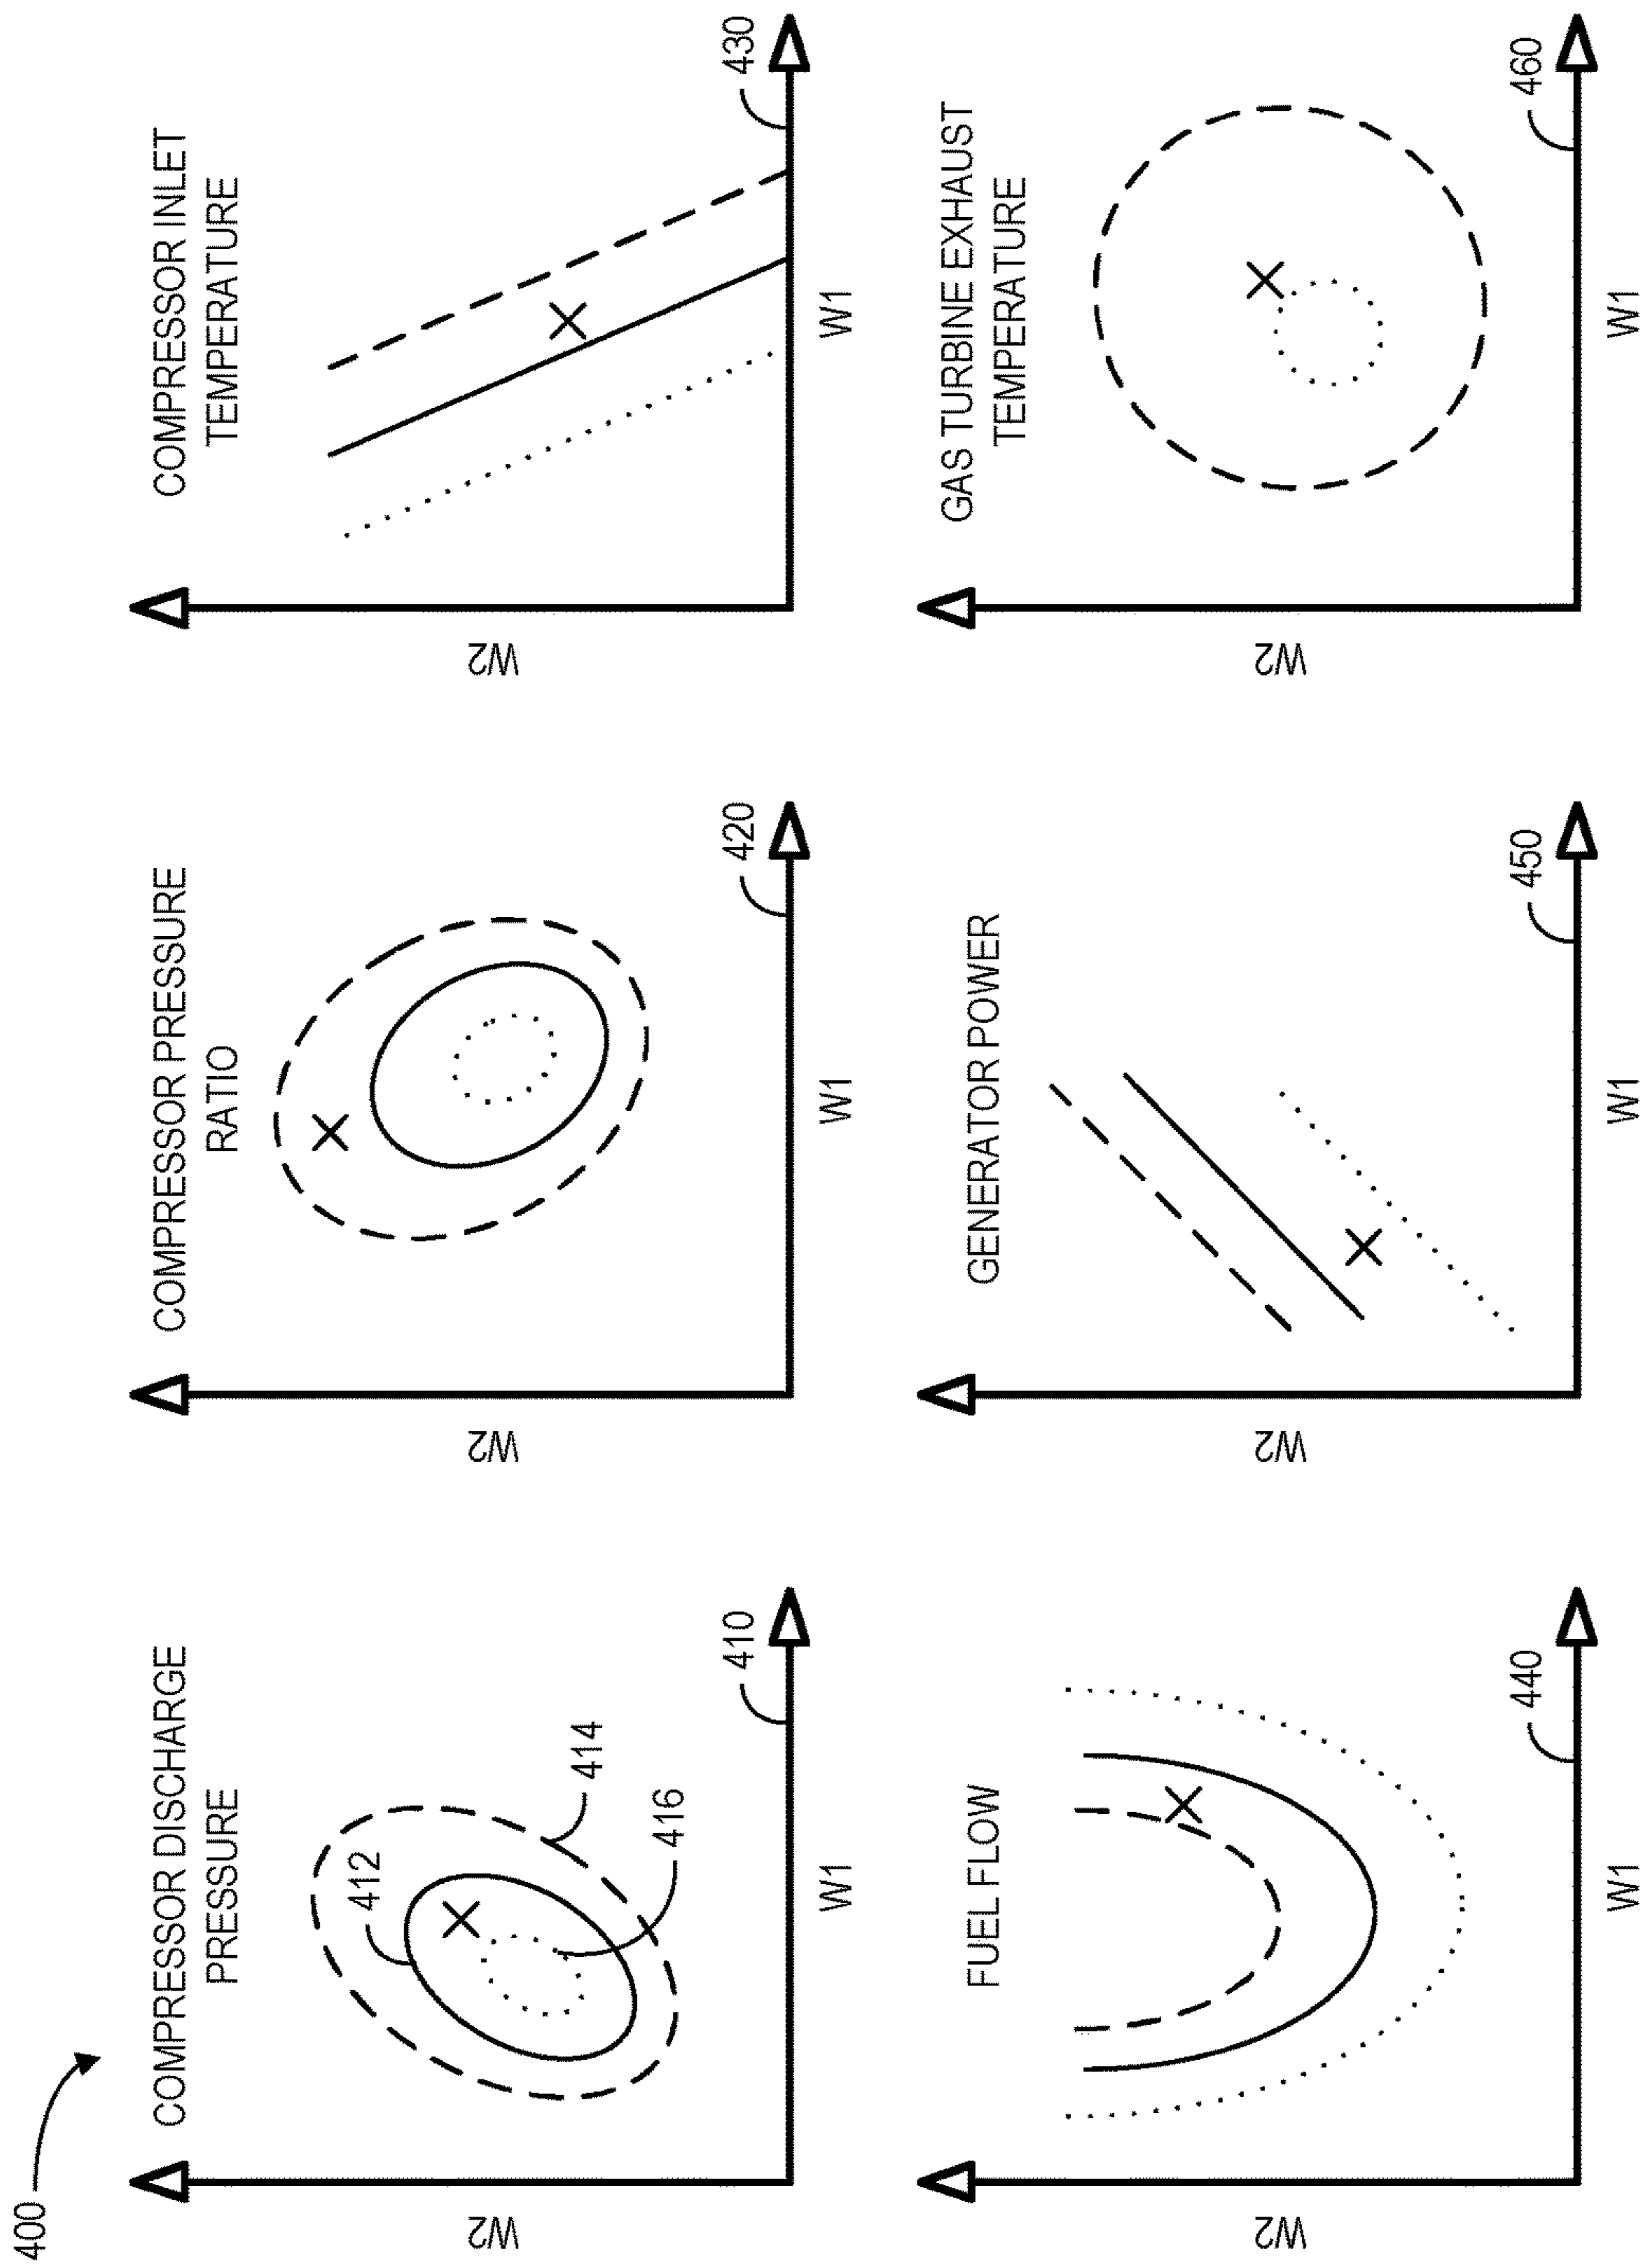 400
COMPRESSOR DISCHARGE
PRESSURE
412
414
416
410
W2
W1
COMPRESSOR PRESSURE
RATIO
420
W2
W1
COMPRESSOR INLET
TEMPERATURE
430
W2
W1
FUEL FLOW
440
W2
W1
GENERATOR POWER
450
W2
W1
GAS TURBINE EXHAUST
TEMPERATURE
460
W2
W1